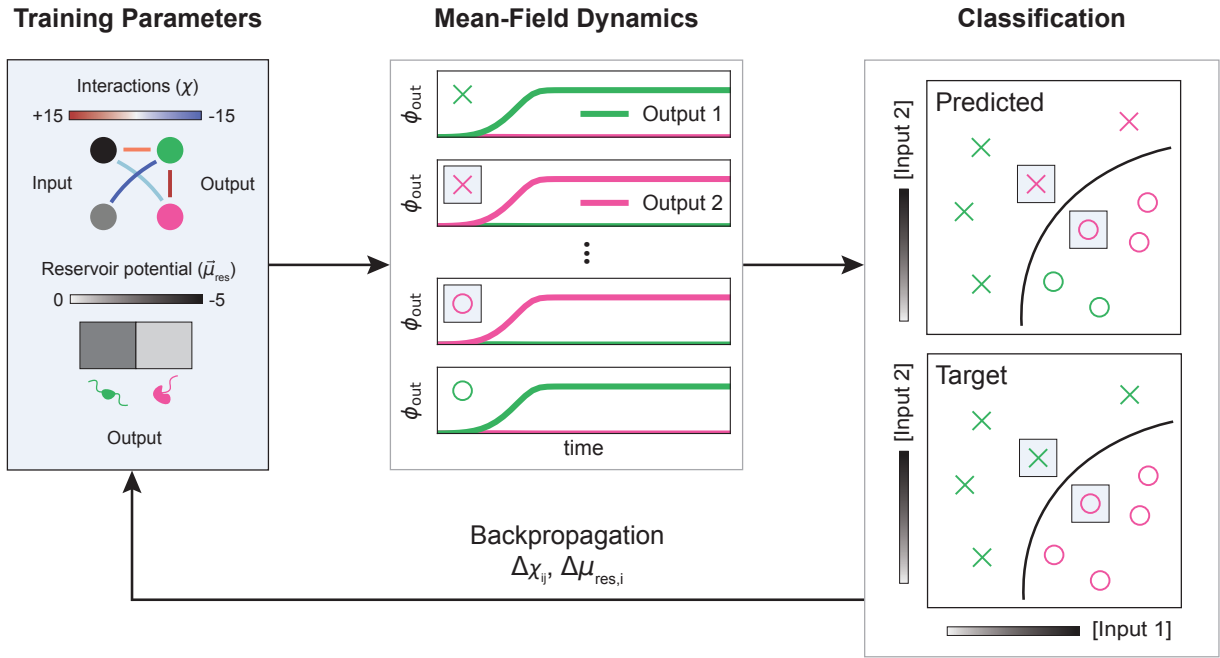 Training Parameters
Interactions (χ)
+15 -15
Input Output
Reservoir potential (μ⃗res)
0 -5
Output
Mean-Field Dynamics
ϕout
Output 1
ϕout
Output 2
⋮
ϕout
ϕout
time
Classification
Predicted
[Input 2]
Target
[Input 2]
[Input 1]
Backpropagation
Δχij, Δμres,i